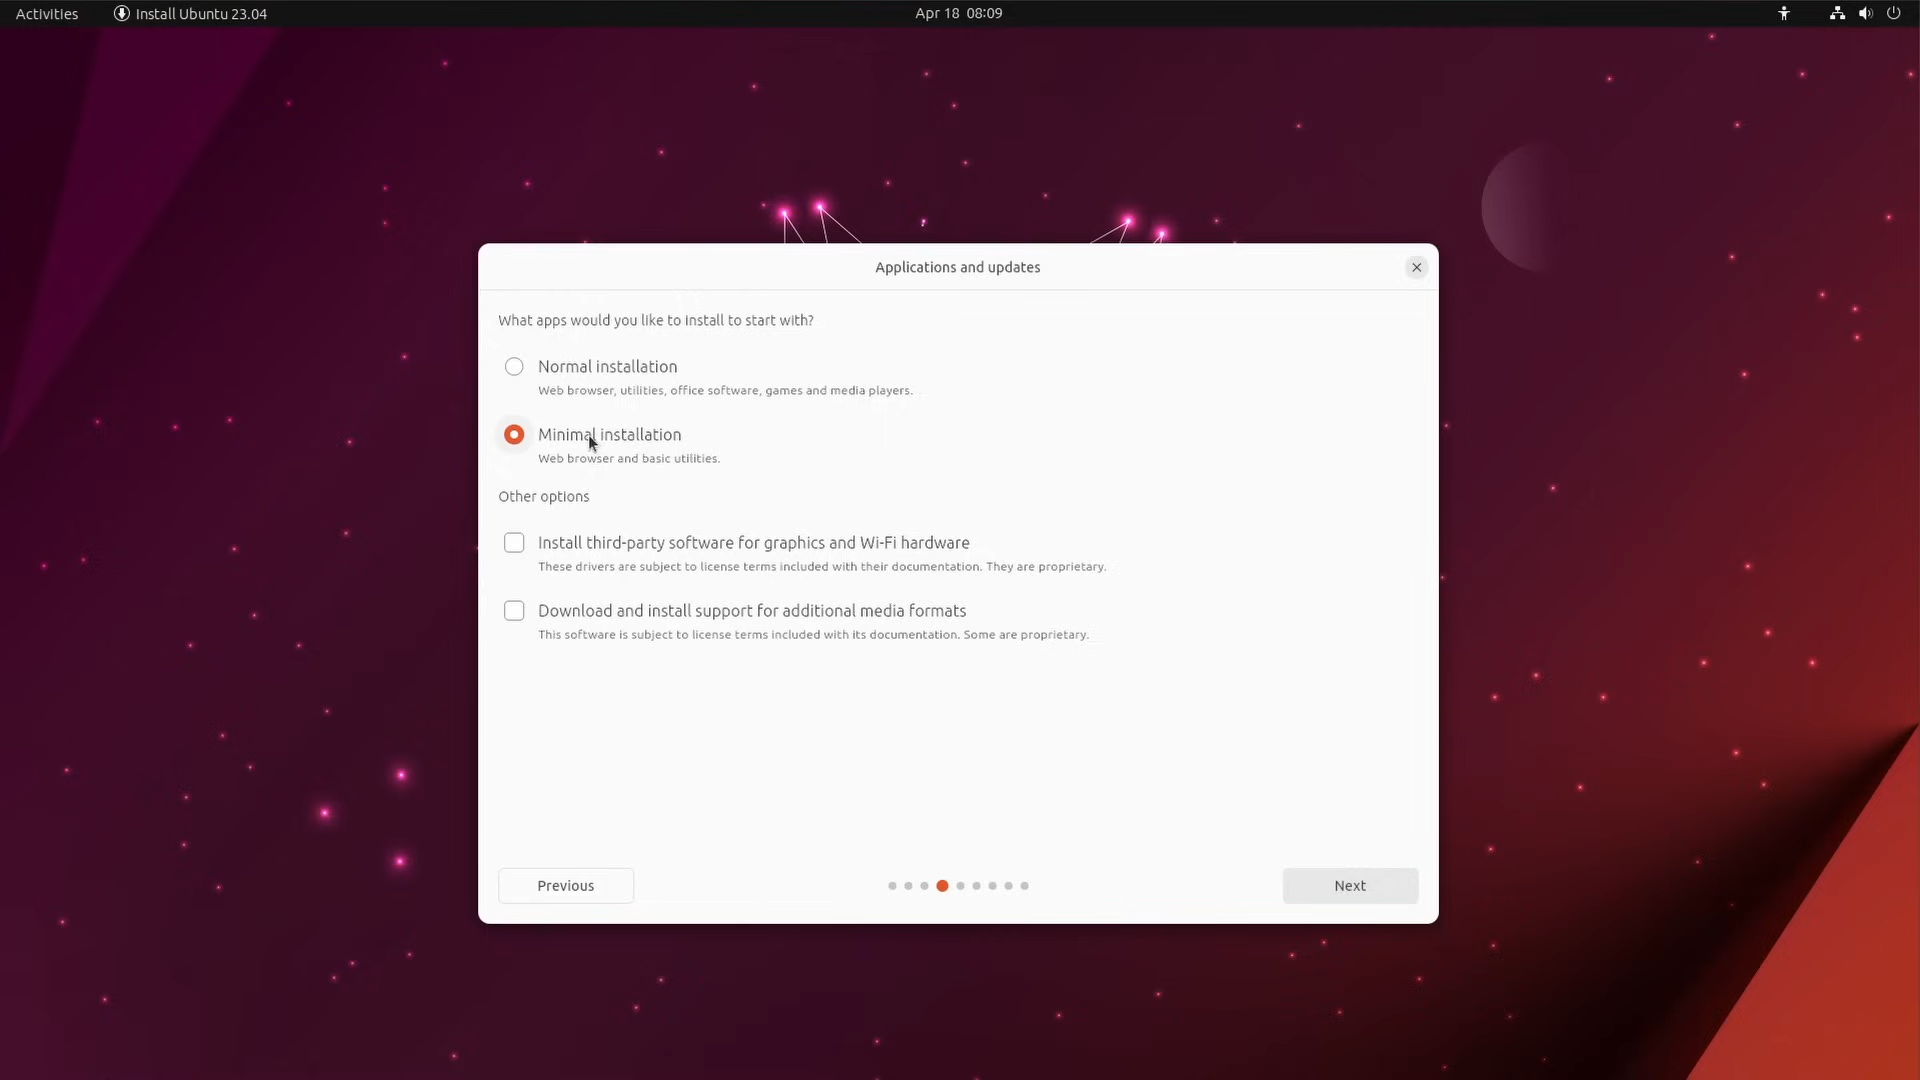 Activities
Install Ubuntu 23.04
Apr 18 08:09
Applications and updates
What apps would you like to install to start with?
Normal installation
Web browser, utilities, office software, games and media players.
Minimal installation
Web browser and basic utilities.
Other options
Install third-party software for graphics and Wi-Fi hardware
These drivers are subject to license terms included with their documentation. They are proprietary.
Download and install support for additional media formats
This software is subject to license terms included with its documentation. Some are proprietary.
Previous
Next